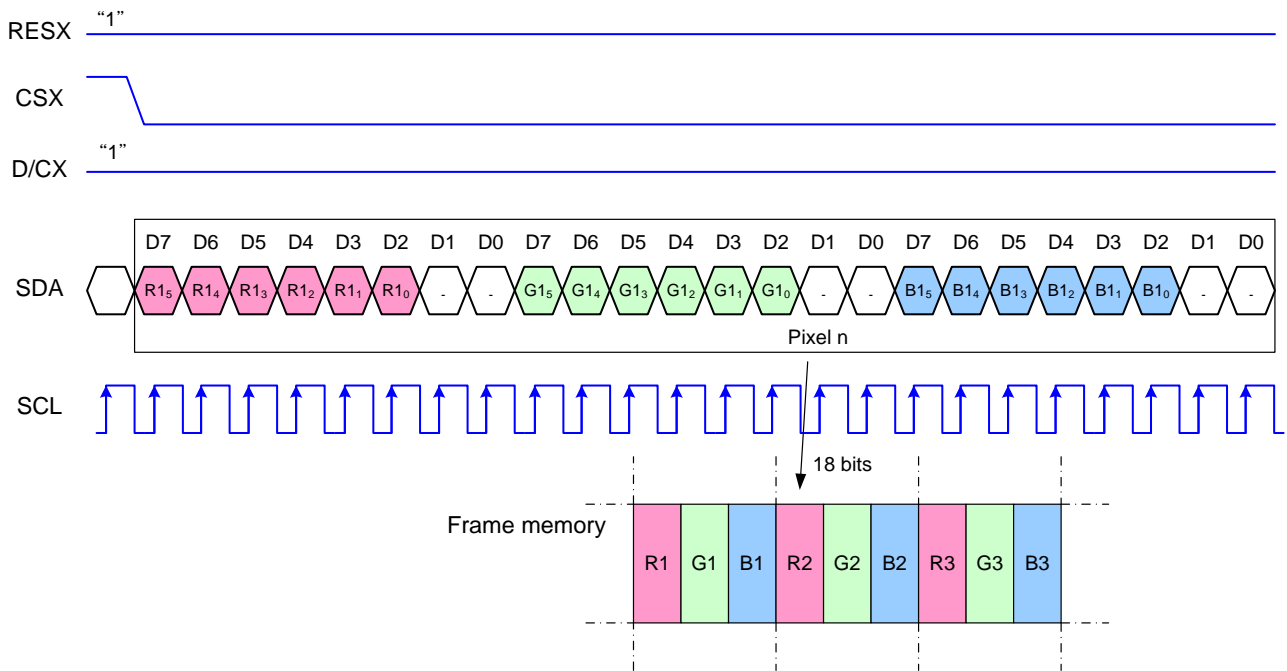 RESX “1”
CSX
D/CX “1”
D7 D6 D5 D4 D3 D2 D1 D0 D7 D6 D5 D4 D3 D2 D1 D0 D7 D6 D5 D4 D3 D2 D1 D0
SDA R1₅ R1₄ R1₃ R1₂ R1₁ R1₀ - - G1₅ G1₄ G1₃ G1₂ G1₁ G1₀ - - B1₅ B1₄ B1₃ B1₂ B1₁ B1₀ - -
Pixel n
SCL
18 bits
Frame memory
R1 G1 B1 R2 G2 B2 R3 G3 B3